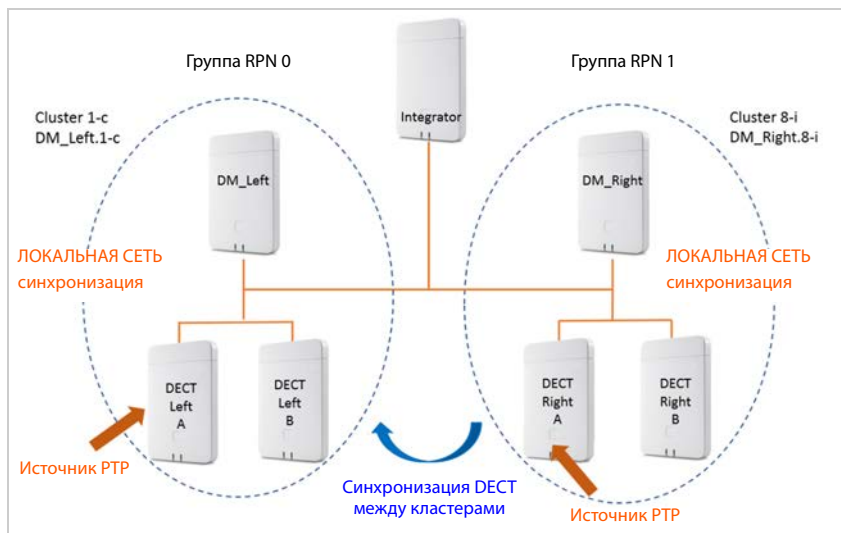 Группа RPN 0
Группа RPN 1
Integrator
Cluster 1-c
DM_Left.1-c
Cluster 8-i
DM_Right.8-i
DM_Left
DM_Right
ЛОКАЛЬНАЯ СЕТЬ
синхронизация
ЛОКАЛЬНАЯ СЕТЬ
синхронизация
DECT
Left
A
DECT
Left
B
DECT
Right
A
DECT
Right
B
Источник PTP
Синхронизация DECT
между кластерами
Источник PTP